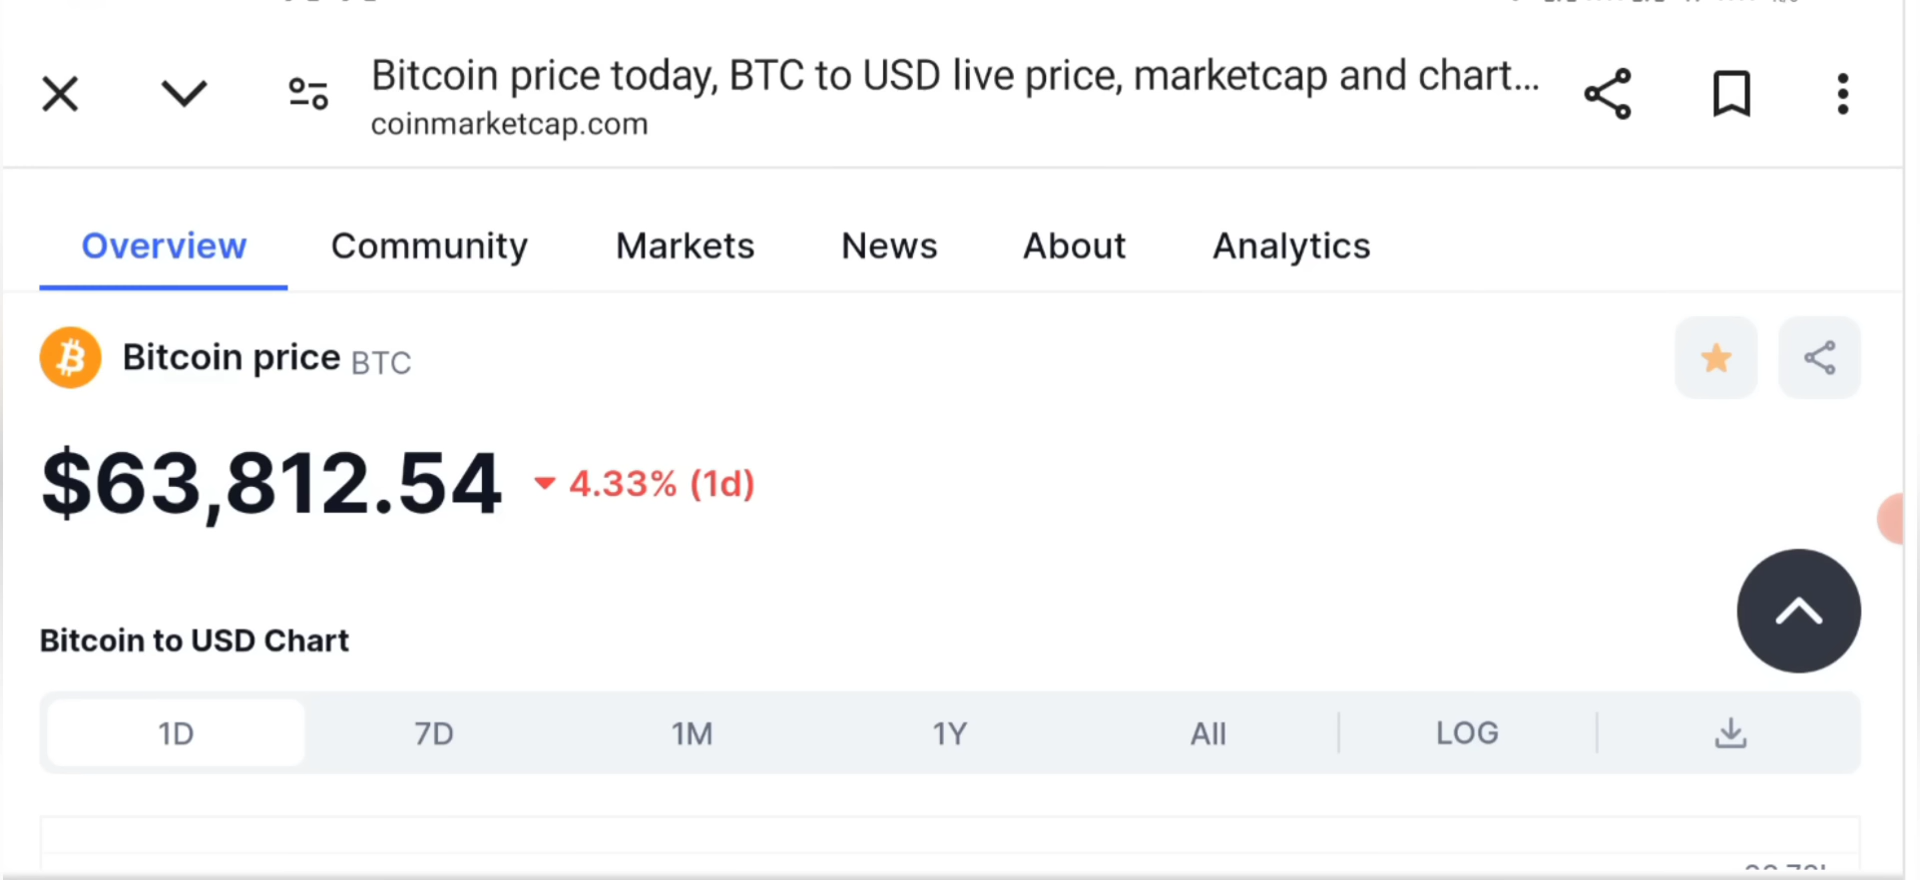 Bitcoin price today, BTC to USD live price, marketcap and chart...
coinmarketcap.com
Overview Community Markets News About Analytics
Bitcoin price BTC
$63,812.54 4.33% (1d)
Bitcoin to USD Chart
1D 7D 1M 1Y All LOG